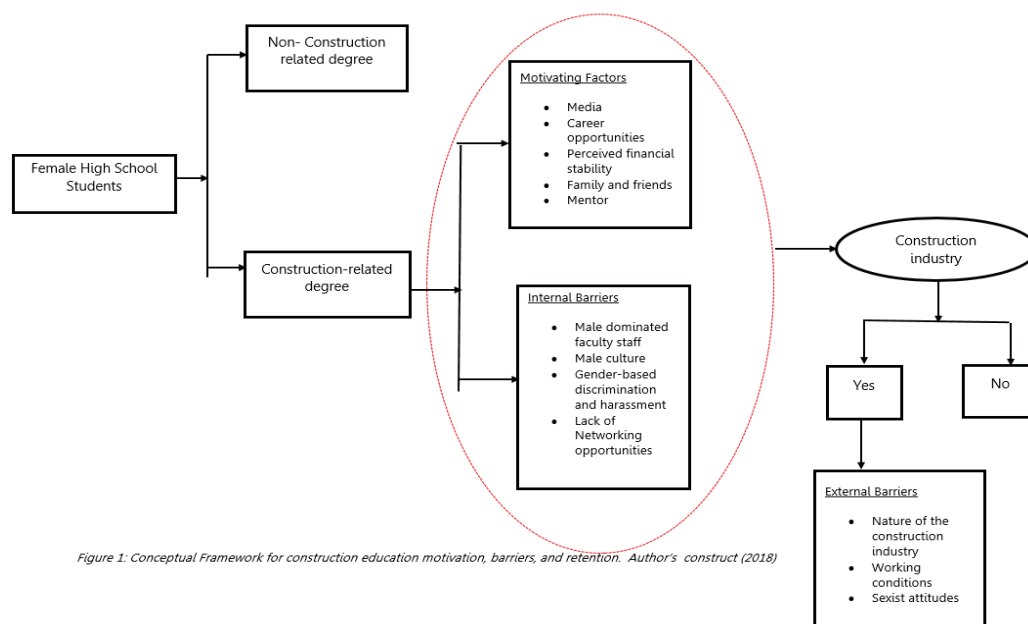 Non- Construction
related degree
Female High School
Students
Construction-related
degree
Motivating Factors
• Media
• Career
opportunities
• Perceived financial
stability
• Family and friends
• Mentor
Internal Barriers
• Male dominated
faculty staff
• Male culture
• Gender-based
discrimination
and harassment
• Lack of
Networking
opportunities
Construction
industry
Yes
No
External Barriers
• Nature of the
construction
industry
• Working
conditions
• Sexist attitudes
Figure 1: Conceptual Framework for construction education motivation, barriers, and retention. Author's construct (2018)